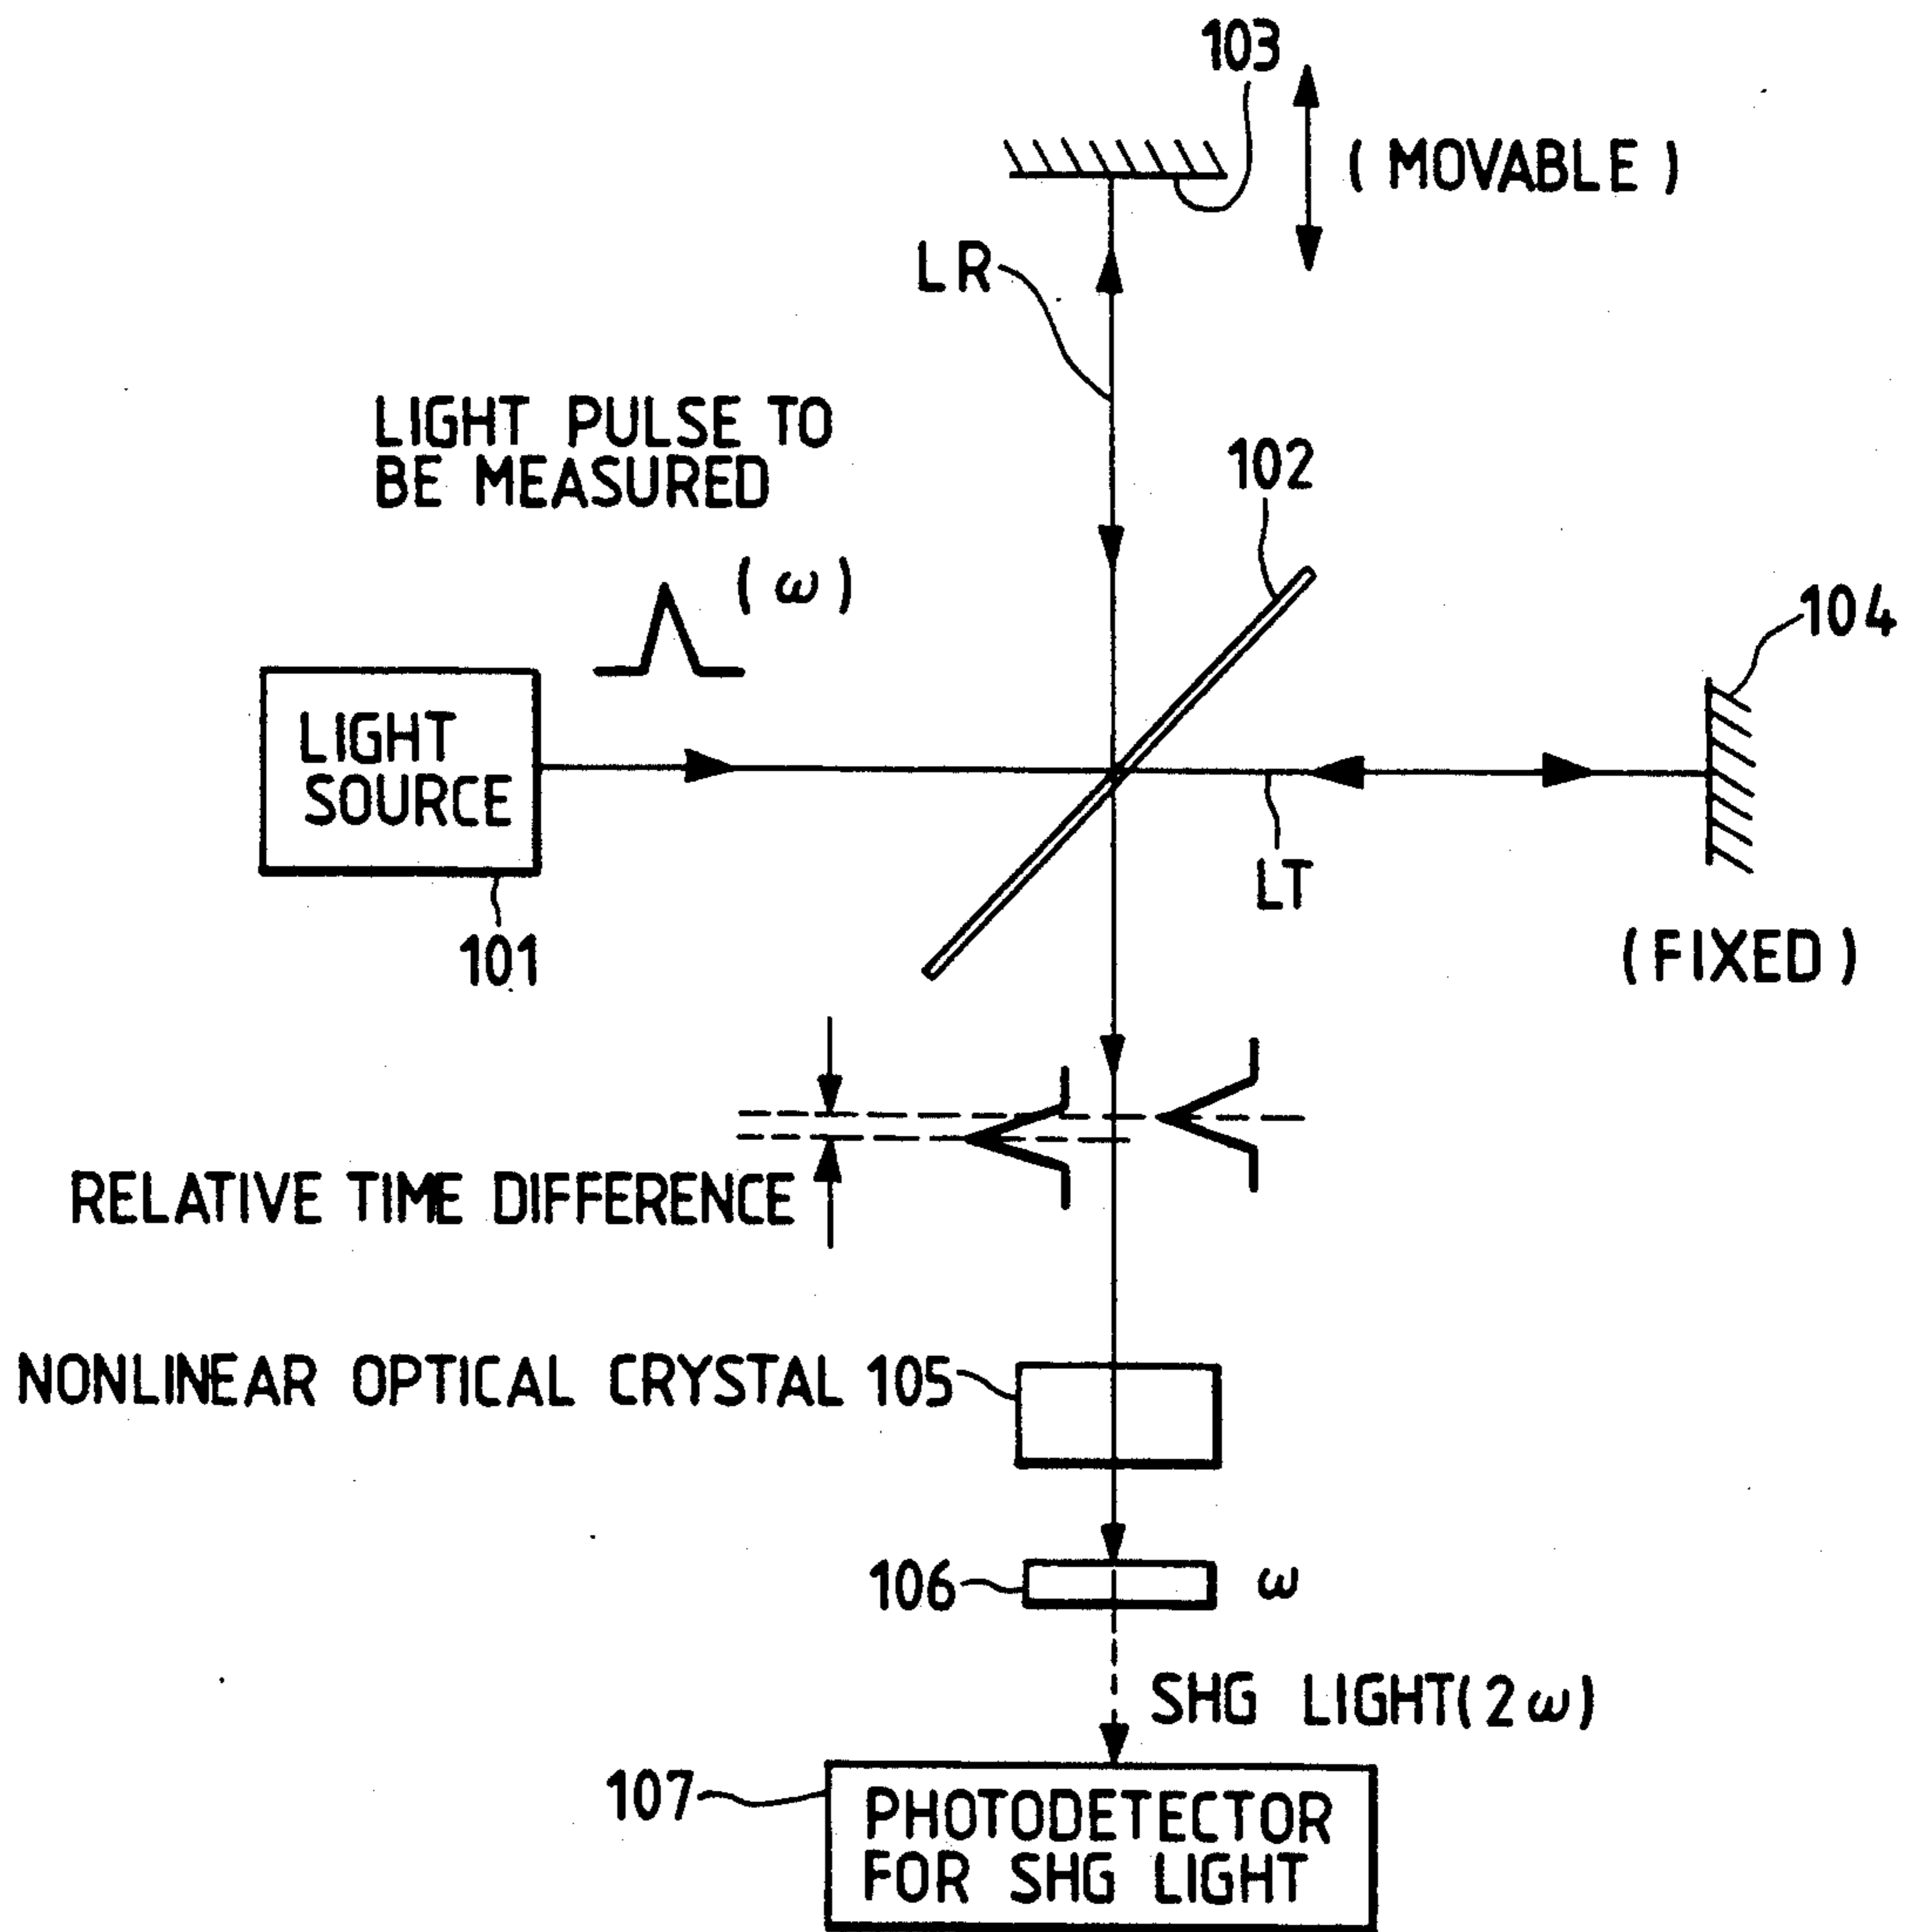 103
( MOVABLE )
LR
LIGHT PULSE TO
BE MEASURED
102
( ω )
104
LIGHT
SOURCE
LT
101
( FIXED )
RELATIVE TIME DIFFERENCE
NONLINEAR OPTICAL CRYSTAL 105
106
ω
SHG LIGHT(2ω)
107
PHOTODETECTOR
FOR SHG LIGHT